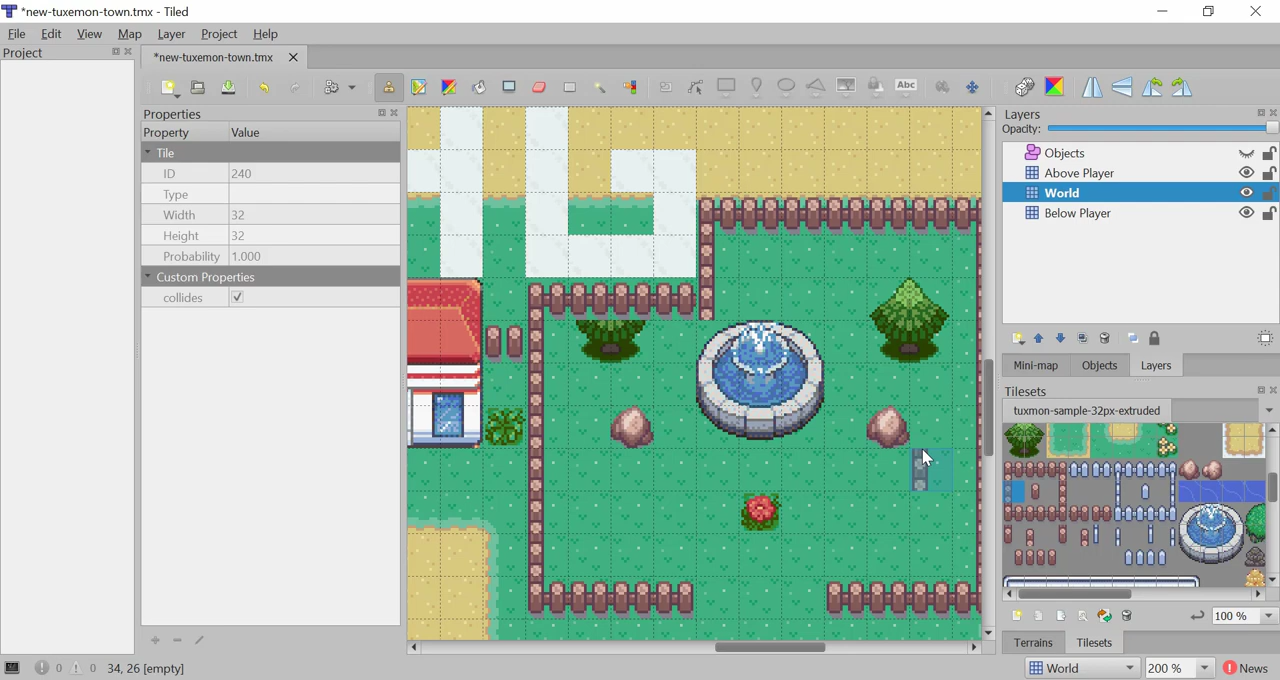 *new-tuxemon-town.tmx - Tiled
File Edit View Map Layer Project Help
Project
*new-tuxemon-town.tmx
Abc
Properties
Property Value
Tile
ID 240
Type
Width 32
Height 32
Probability 1.000
Custom Properties
collides
Layers
Opacity:
Objects
Above Player
World
Below Player
Mini-map Objects Layers
Tilesets
tuxmon-sample-32px-extruded
100 %
Terrains Tilesets
0 0 34, 26 [empty]
World 200 % News